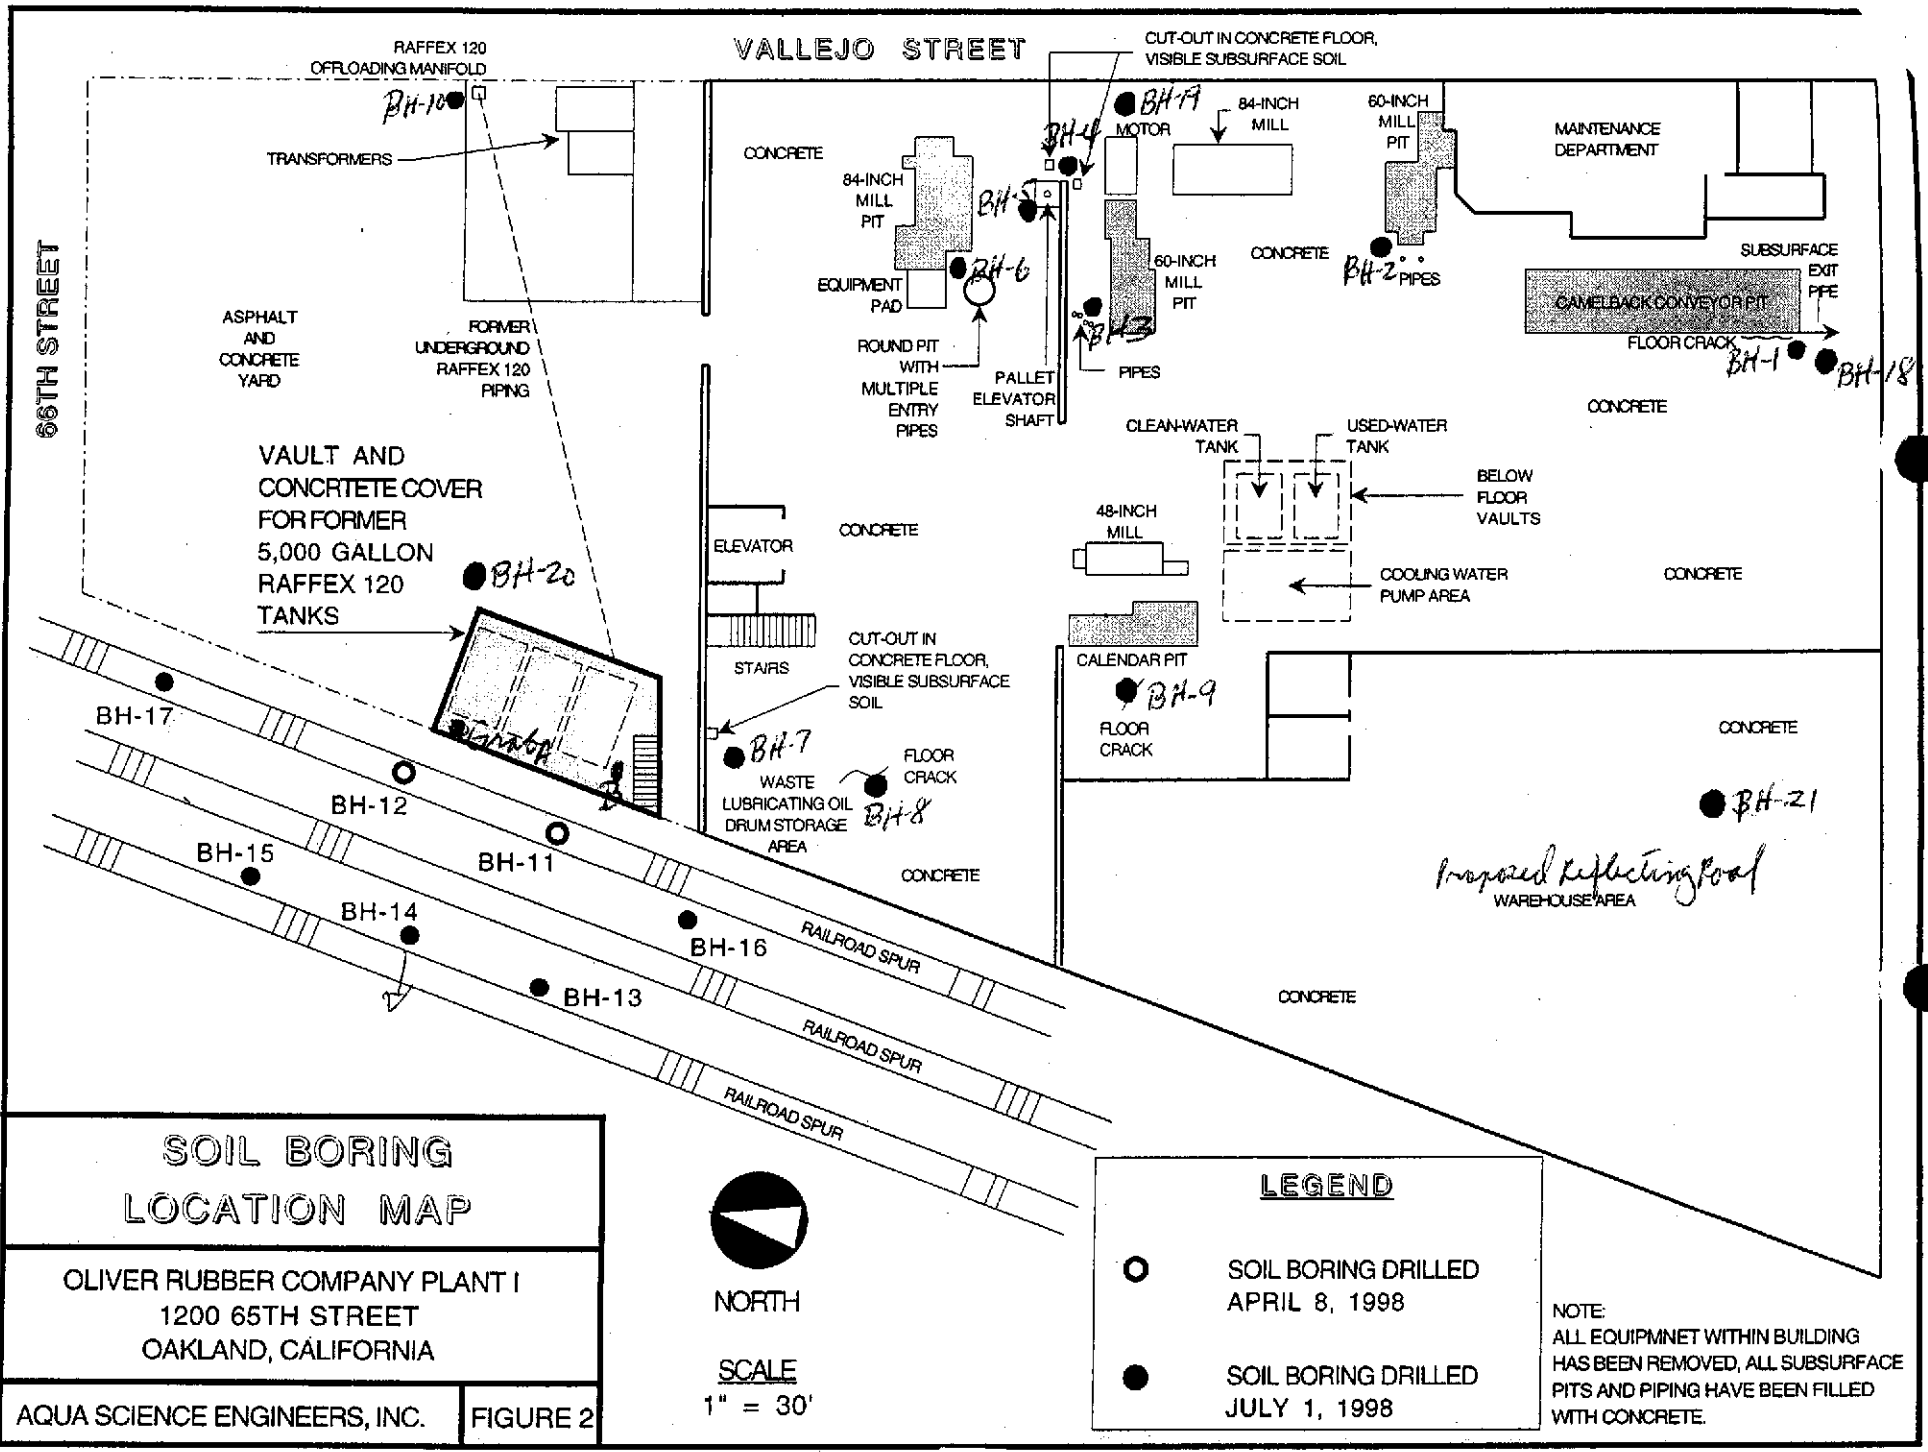 VALLEJO STREET
RAFFEX 120
OFFLOADING MANIFOLD
BH-10
TRANSFORMERS
66TH STREET
ASPHALT
AND
CONCRETE
YARD
FORMER
UNDERGROUND
RAFFEX 120
PIPING
VAULT AND
CONCRTETE COVER
FOR FORMER
5,000 GALLON
RAFFEX 120
TANKS
BH-20
CONCRETE
84-INCH
MILL
PIT
EQUIPMENT
PAD
BH-6
ROUND PIT
WITH
MULTIPLE
ENTRY
PIPES
CUT-OUT IN CONCRETE FLOOR,
VISIBLE SUBSURFACE SOIL
BH-4
BH-5
BH-19
MOTOR
84-INCH
MILL
60-INCH
MILL
PIT
BH3
PIPES
PALLET
ELEVATOR
SHAFT
CONCRETE
60-INCH
MILL
PIT
BH-2
PIPES
MAINTENANCE
DEPARTMENT
SUBSURFACE
EXIT
PIPE
CAMELBACK CONVEYOR PIT
FLOOR CRACK
BH-1
BH-18
CONCRETE
CLEAN-WATER
TANK
USED-WATER
TANK
BELOW
FLOOR
VAULTS
COOLING WATER
PUMP AREA
CONCRETE
48-INCH
MILL
CONCRETE
ELEVATOR
STAIRS
CUT-OUT IN
CONCRETE FLOOR,
VISIBLE SUBSURFACE
SOIL
CALENDAR PIT
BH-9
FLOOR
CRACK
BH-7
WASTE
LUBRICATING OIL
DRUM STORAGE
AREA
FLOOR
CRACK
BH-8
CONCRETE
CONCRETE
BH-21
Proposed Reflecting Pool
WAREHOUSE AREA
CONCRETE
Grab A
B
BH-17
BH-12
BH-11
BH-15
BH-14
BH-16
BH-13
RAILROAD SPUR
RAILROAD SPUR
RAILROAD SPUR
SOIL BORING
LOCATION MAP
OLIVER RUBBER COMPANY PLANT I
1200 65TH STREET
OAKLAND, CALIFORNIA
AQUA SCIENCE ENGINEERS, INC.
FIGURE 2
NORTH
SCALE
1" = 30'
LEGEND
SOIL BORING DRILLED
APRIL 8, 1998
SOIL BORING DRILLED
JULY 1, 1998
NOTE:
ALL EQUIPMNET WITHIN BUILDING
HAS BEEN REMOVED, ALL SUBSURFACE
PITS AND PIPING HAVE BEEN FILLED
WITH CONCRETE.